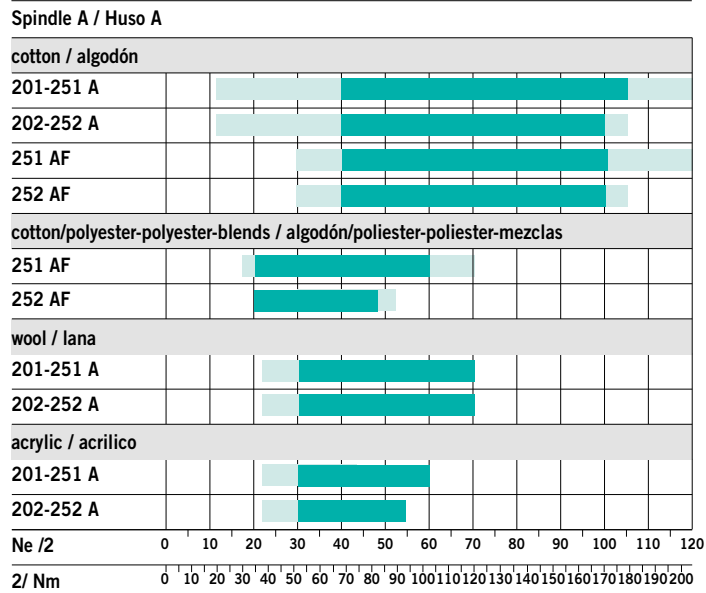 Spindle A / Huso A
cotton / algodón
201-251 A
202-252 A
251 AF
252 AF
cotton/polyester-polyester-blends / algodón/poliester-poliester-mezclas
251 AF
252 AF
wool / lana
201-251 A
202-252 A
acrylic / acrilico
201-251 A
202-252 A
Ne /2 0 10 20 30 40 50 60 70 80 90 100 110 120
2/ Nm 0 10 20 30 40 50 60 70 80 90 100 110 120 130 140 150 160 170 180 190 200